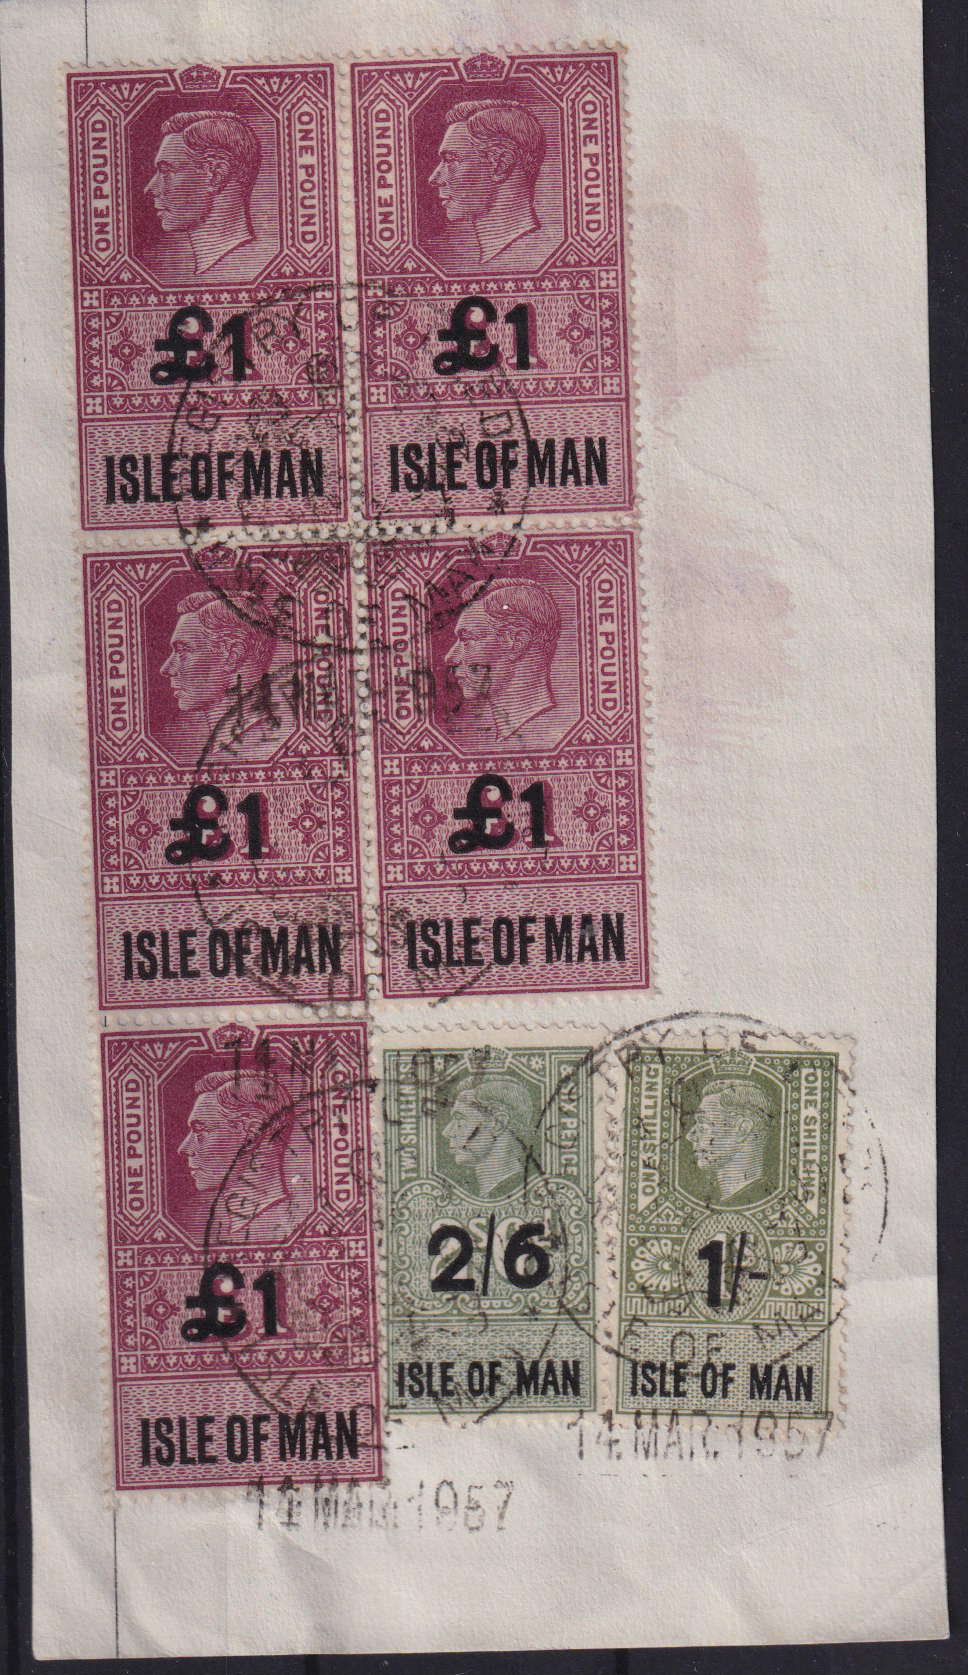 ONE POUND ONE POUND
£1
ISLE OF MAN
ONE POUND ONE POUND
£1
ISLE OF MAN
ONE POUND ONE POUND
£1
ISLE OF MAN
ONE POUND ONE POUND
£1
ISLE OF MAN
ONE POUND ONE POUND
£1
ISLE OF MAN
TWO SHILLINGS & SIX PENCE
2/6
ISLE OF MAN
ONE SHILLING ONE SHILLING
1/-
ISLE OF MAN
14 MAR. 1957
14 MAR. 1957